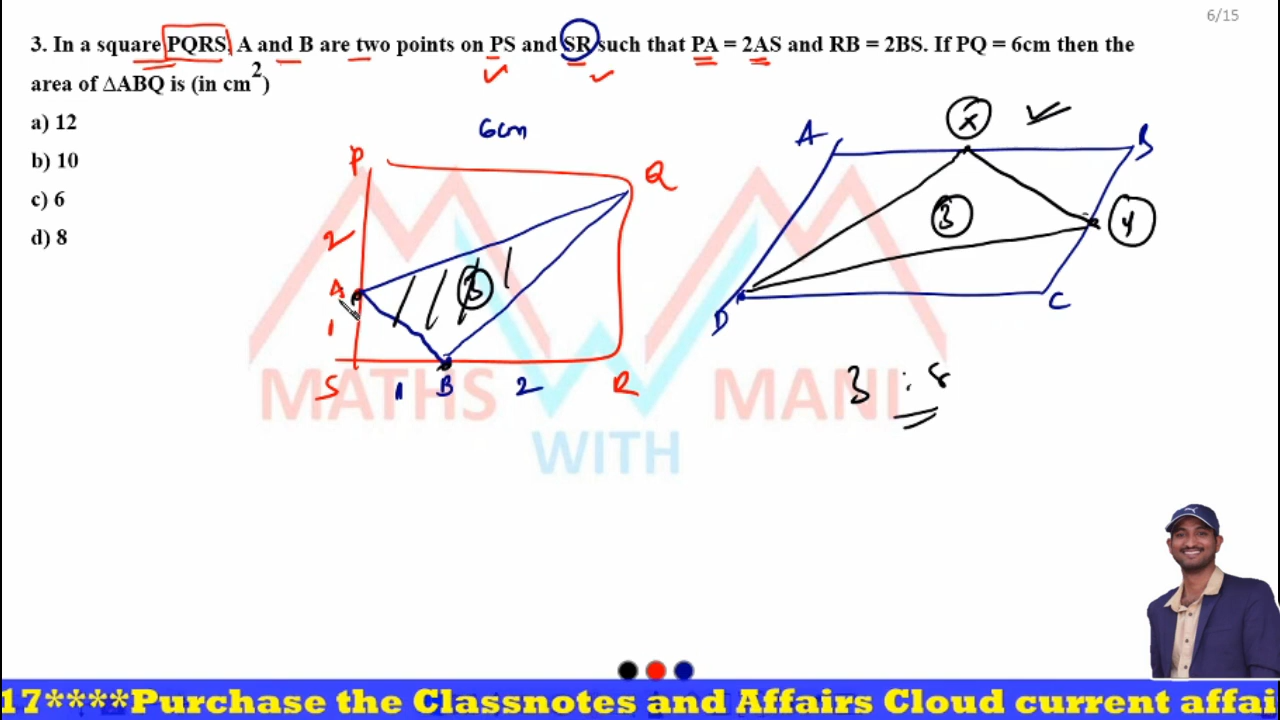 6/15
3. In a square PQRS, A and B are two points on PS and SR such that PA = 2AS and RB = 2BS. If PQ = 6cm then the
area of ∆ABQ is (in cm²)
a) 12
b) 10
c) 6
d) 8
6cm
P
Q
2
A
3
1
S
1
B
2
R
A
X
B
3
Y
D
C
3 : 8
MATHS
WITH
MANI
17****Purchase the Classnotes and Affairs Cloud current affai